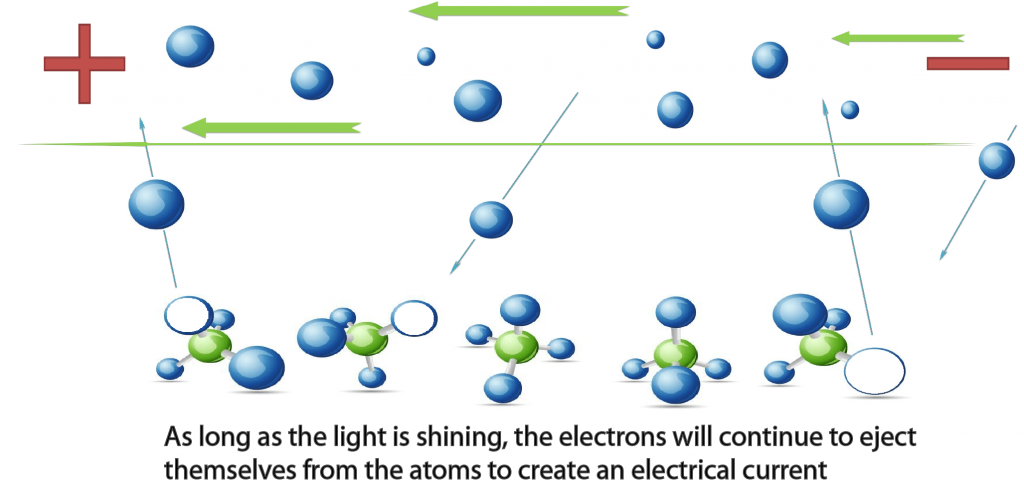 As long as the light is shining, the electrons will continue to eject
themselves from the atoms to create an electrical current